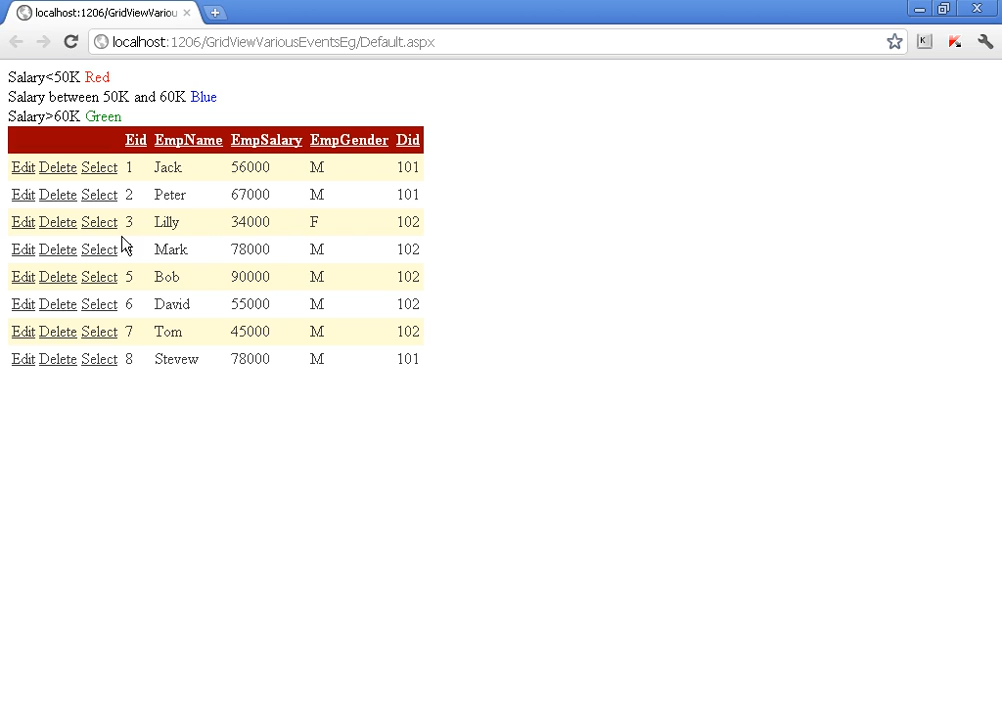 localhost:1206/GridViewVariou
localhost:1206/GridViewVariousEventsEg/Default.aspx
Salary<50K Red
Salary between 50K and 60K Blue
Salary>60K Green
Eid EmpName EmpSalary EmpGender Did
Edit Delete Select 1 Jack 56000 M 101
Edit Delete Select 2 Peter 67000 M 101
Edit Delete Select 3 Lilly 34000 F 102
Edit Delete Select Mark 78000 M 102
Edit Delete Select 5 Bob 90000 M 102
Edit Delete Select 6 David 55000 M 102
Edit Delete Select 7 Tom 45000 M 102
Edit Delete Select 8 Stevew 78000 M 101